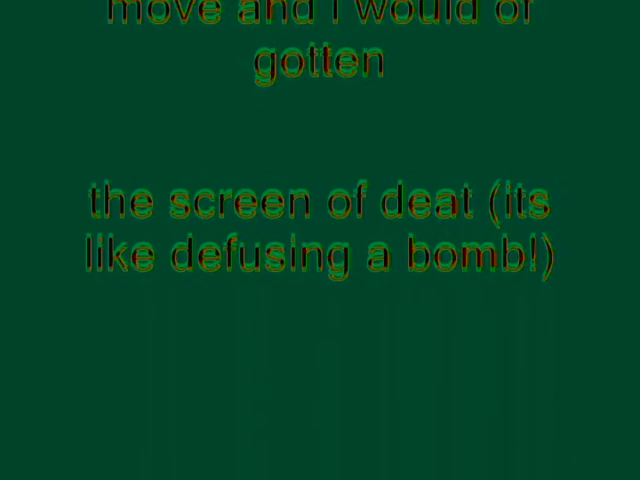 move and i would of
gotten
the screen of deat (its
like defusing a bomb!)